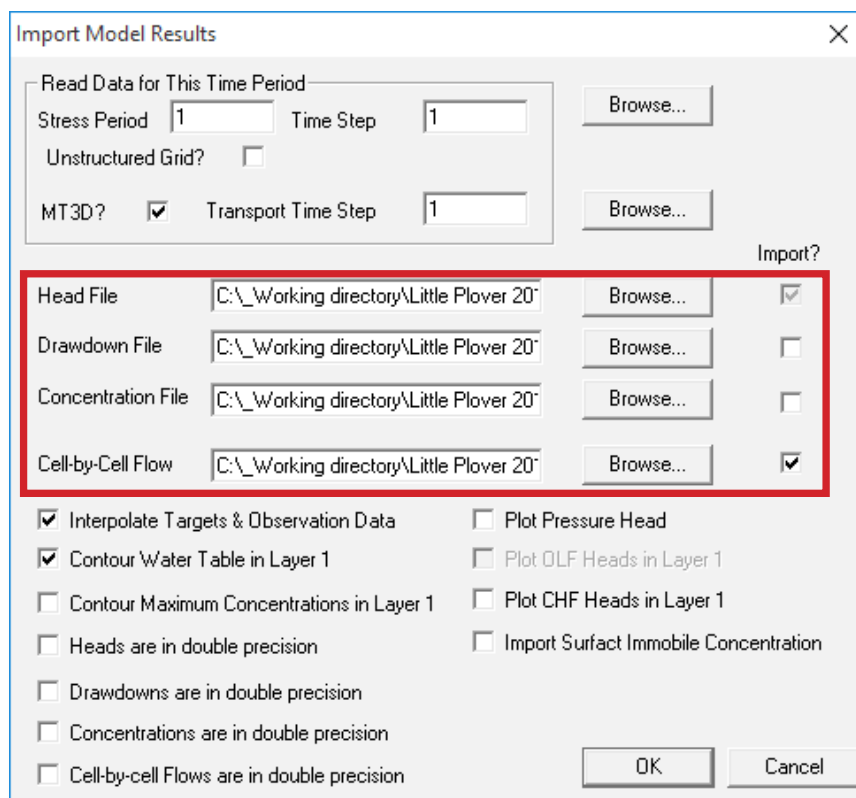 Import Model Results
Read Data for This Time Period
Stress Period 1 Time Step 1 Browse...
Unstructured Grid?
MT3D? Transport Time Step 1 Browse...
Import?
Head File C:\_Working directory\Little Plover 20 Browse...
Drawdown File C:\_Working directory\Little Plover 20 Browse...
Concentration File C:\_Working directory\Little Plover 20 Browse...
Cell-by-Cell Flow C:\_Working directory\Little Plover 20 Browse...
Interpolate Targets & Observation Data Plot Pressure Head
Contour Water Table in Layer 1 Plot OLF Heads in Layer 1
Contour Maximum Concentrations in Layer 1 Plot CHF Heads in Layer 1
Heads are in double precision Import Surfact Immobile Concentration
Drawdowns are in double precision
Concentrations are in double precision
Cell-by-cell Flows are in double precision
OK Cancel